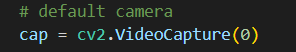 # default camera
cap = cv2.VideoCapture(0)